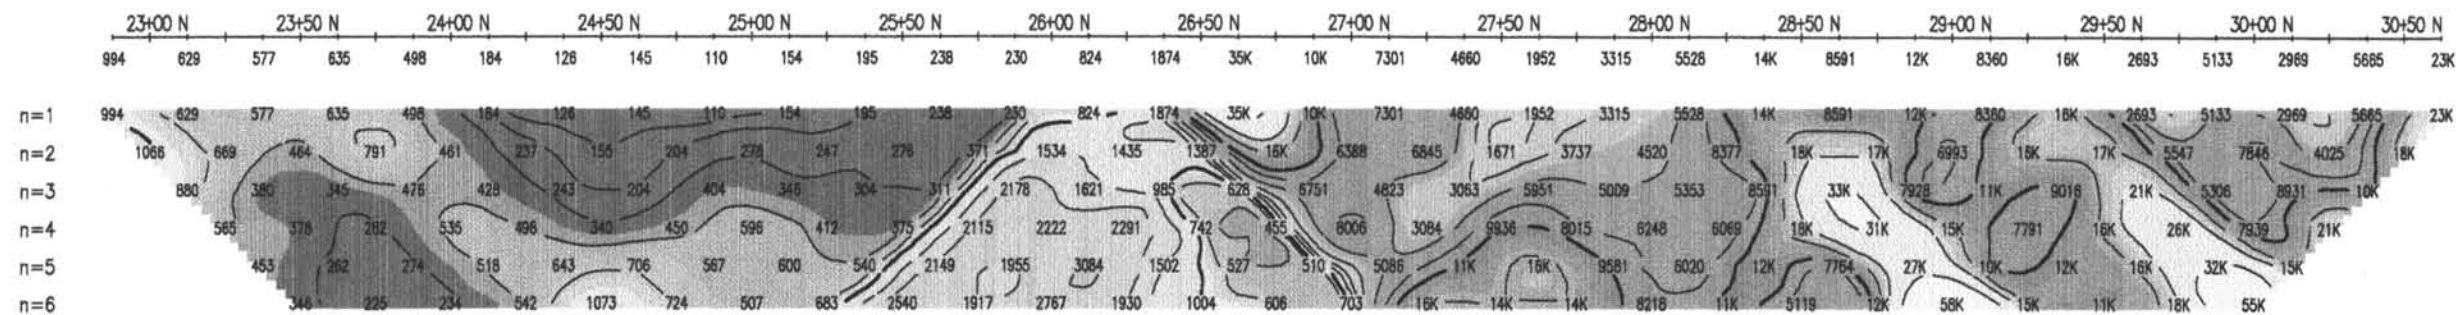 23+00 N 23+50 N 24+00 N 24+50 N 25+00 N 25+50 N 26+00 N 26+50 N 27+00 N 27+50 N 28+00 N 28+50 N 29+00 N 29+50 N 30+00 N 30+50 N
994 629 577 635 498 184 126 145 110 154 195 238 230 824 1874 35K 10K 7301 4660 1952 3315 5528 14K 8591 12K 8360 16K 2693 5133 2969 5665 23K
n=1 994 629 577 635 498 184 126 145 110 154 195 238 230 824 1874 35K 10K 7301 4660 1952 3315 5528 14K 8591 12K 8360 16K 2693 5133 2969 5665 23K
n=2 1066 669 464 791 461 237 155 204 278 247 276 371 1534 1435 1387 16K 6388 6845 1671 3737 4520 8377 18K 17K 6993 16K 17K 5547 7846 4025 18K
n=3 880 380 345 476 428 243 204 404 346 304 311 2178 1621 985 628 6751 4823 3063 5951 5009 5353 8591 33K 7928 11K 9016 21K 5306 8931 10K
n=4 565 378 262 535 496 340 450 596 412 375 2115 2222 2291 742 455 8006 3084 9936 8015 8248 6069 18K 31K 15K 7791 16K 26K 7939 21K
n=5 453 262 274 518 643 706 567 600 540 2149 1955 3084 1502 527 510 5086 11K 16K 9581 6020 12K 7764 27K 10K 12K 16K 32K 15K
n=6 346 225 234 542 1073 724 507 683 2540 1917 2767 1930 1004 606 703 16K 14K 14K 8218 11K 5119 12K 58K 15K 11K 18K 55K